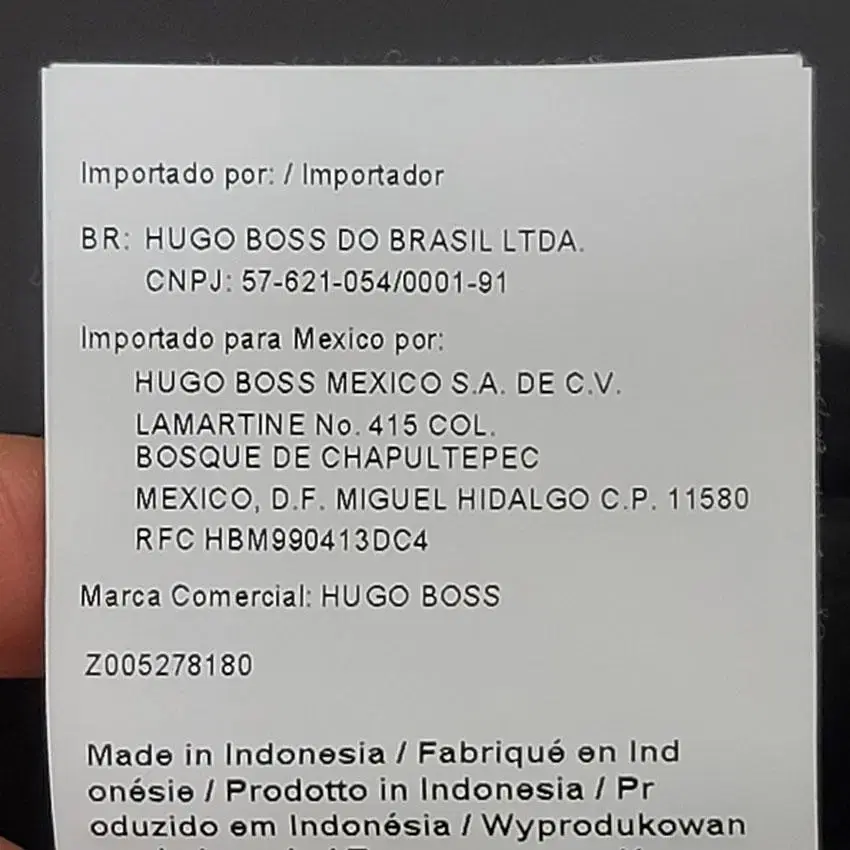 Importado por: / Importador
BR: HUGO BOSS DO BRASIL LTDA.
CNPJ: 57-621-054/0001-91
Importado para Mexico por:
HUGO BOSS MEXICO S.A. DE C.V.
LAMARTINE No. 415 COL.
BOSQUE DE CHAPULTEPEC
MEXICO, D.F. MIGUEL HIDALGO C.P. 11580
RFC HBM990413DC4
Marca Comercial: HUGO BOSS
Z005278180
Made in Indonesia / Fabriqué en Ind
onésie / Prodotto in Indonesia / Pr
oduzido em Indonésia / Wyprodukowan